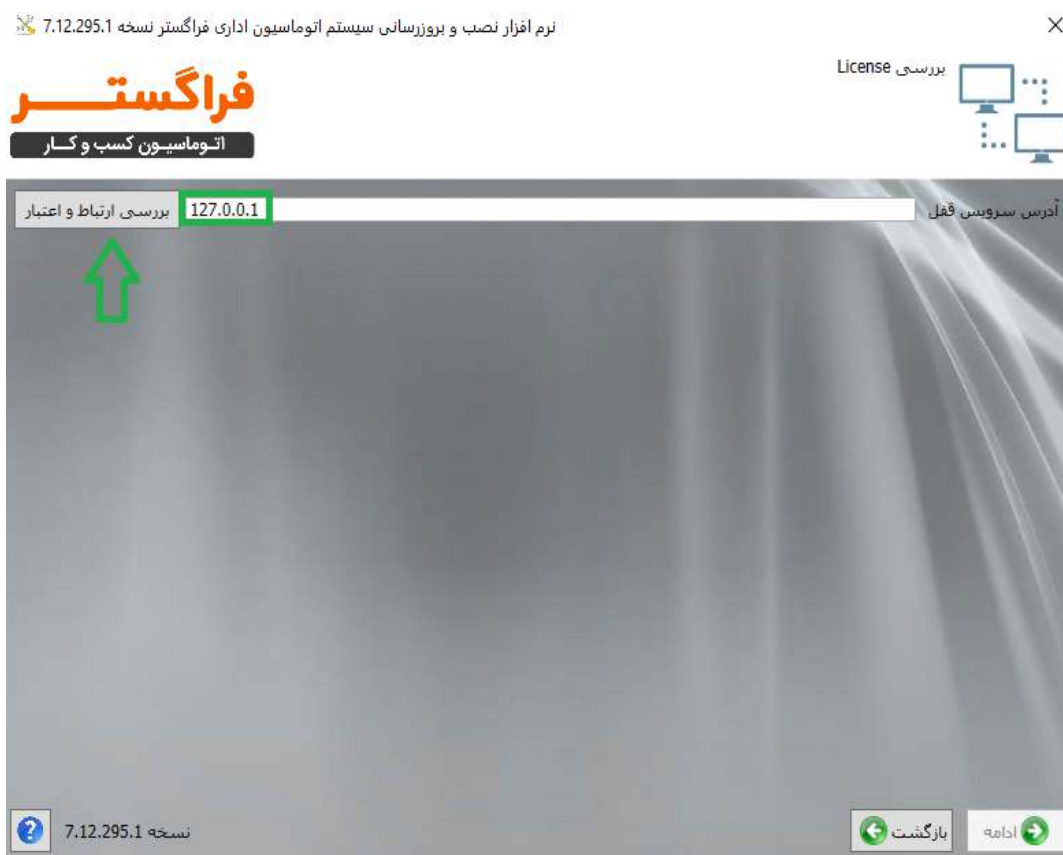 نرم افزار نصب و بروزرسانی سیستم اتوماسیون اداری فراگستر نسخه 7.12.295.1
بررسی License
فراگستر
اتوماسیون کسب و کار
آدرس سرویس قفل
127.0.0.1
بررسی ارتباط و اعتبار
ادامه
بازگشت
نسخه 7.12.295.1
?